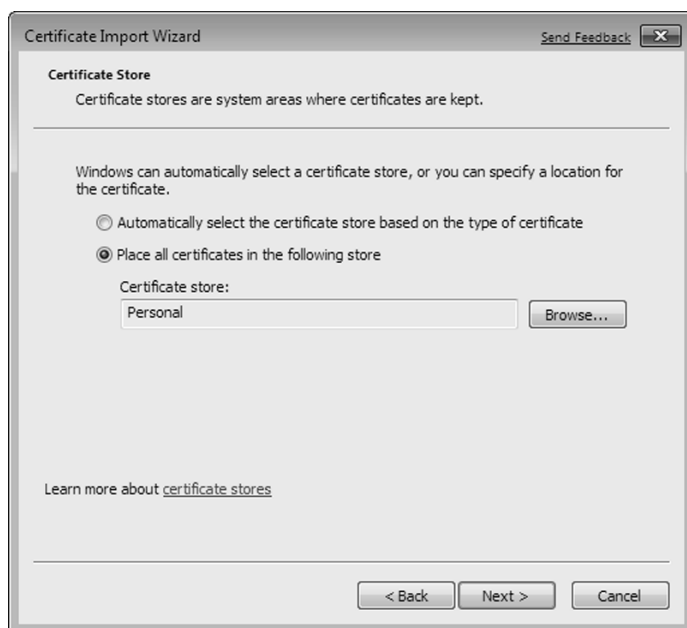 Certificate Import Wizard
Send Feedback
Certificate Store
Certificate stores are system areas where certificates are kept.
Windows can automatically select a certificate store, or you can specify a location for
the certificate.
Automatically select the certificate store based on the type of certificate
Place all certificates in the following store
Certificate store:
Personal
Browse...
Learn more about certificate stores
< Back
Next >
Cancel